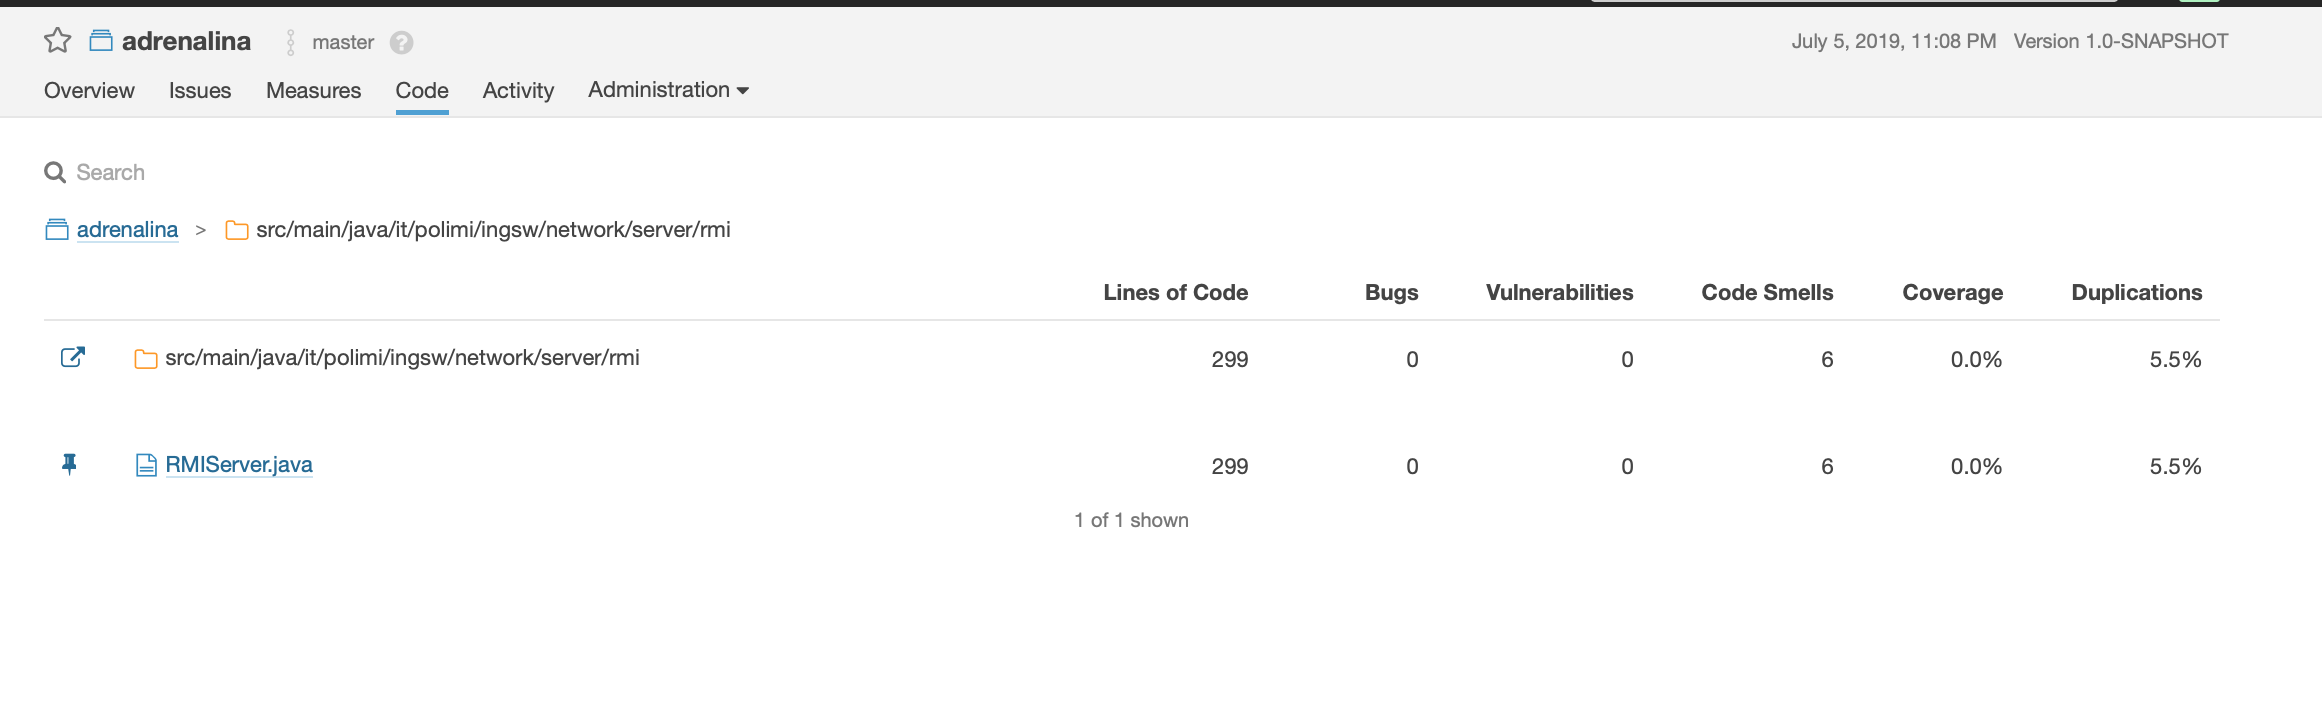 adrenalina master ? July 5, 2019, 11:08 PM Version 1.0-SNAPSHOT
Overview Issues Measures Code Activity Administration
Search
adrenalina > src/main/java/it/polimi/ingsw/network/server/rmi
Lines of Code Bugs Vulnerabilities Code Smells Coverage Duplications
src/main/java/it/polimi/ingsw/network/server/rmi 299 0 0 6 0.0% 5.5%
RMIServer.java 299 0 0 6 0.0% 5.5%
1 of 1 shown